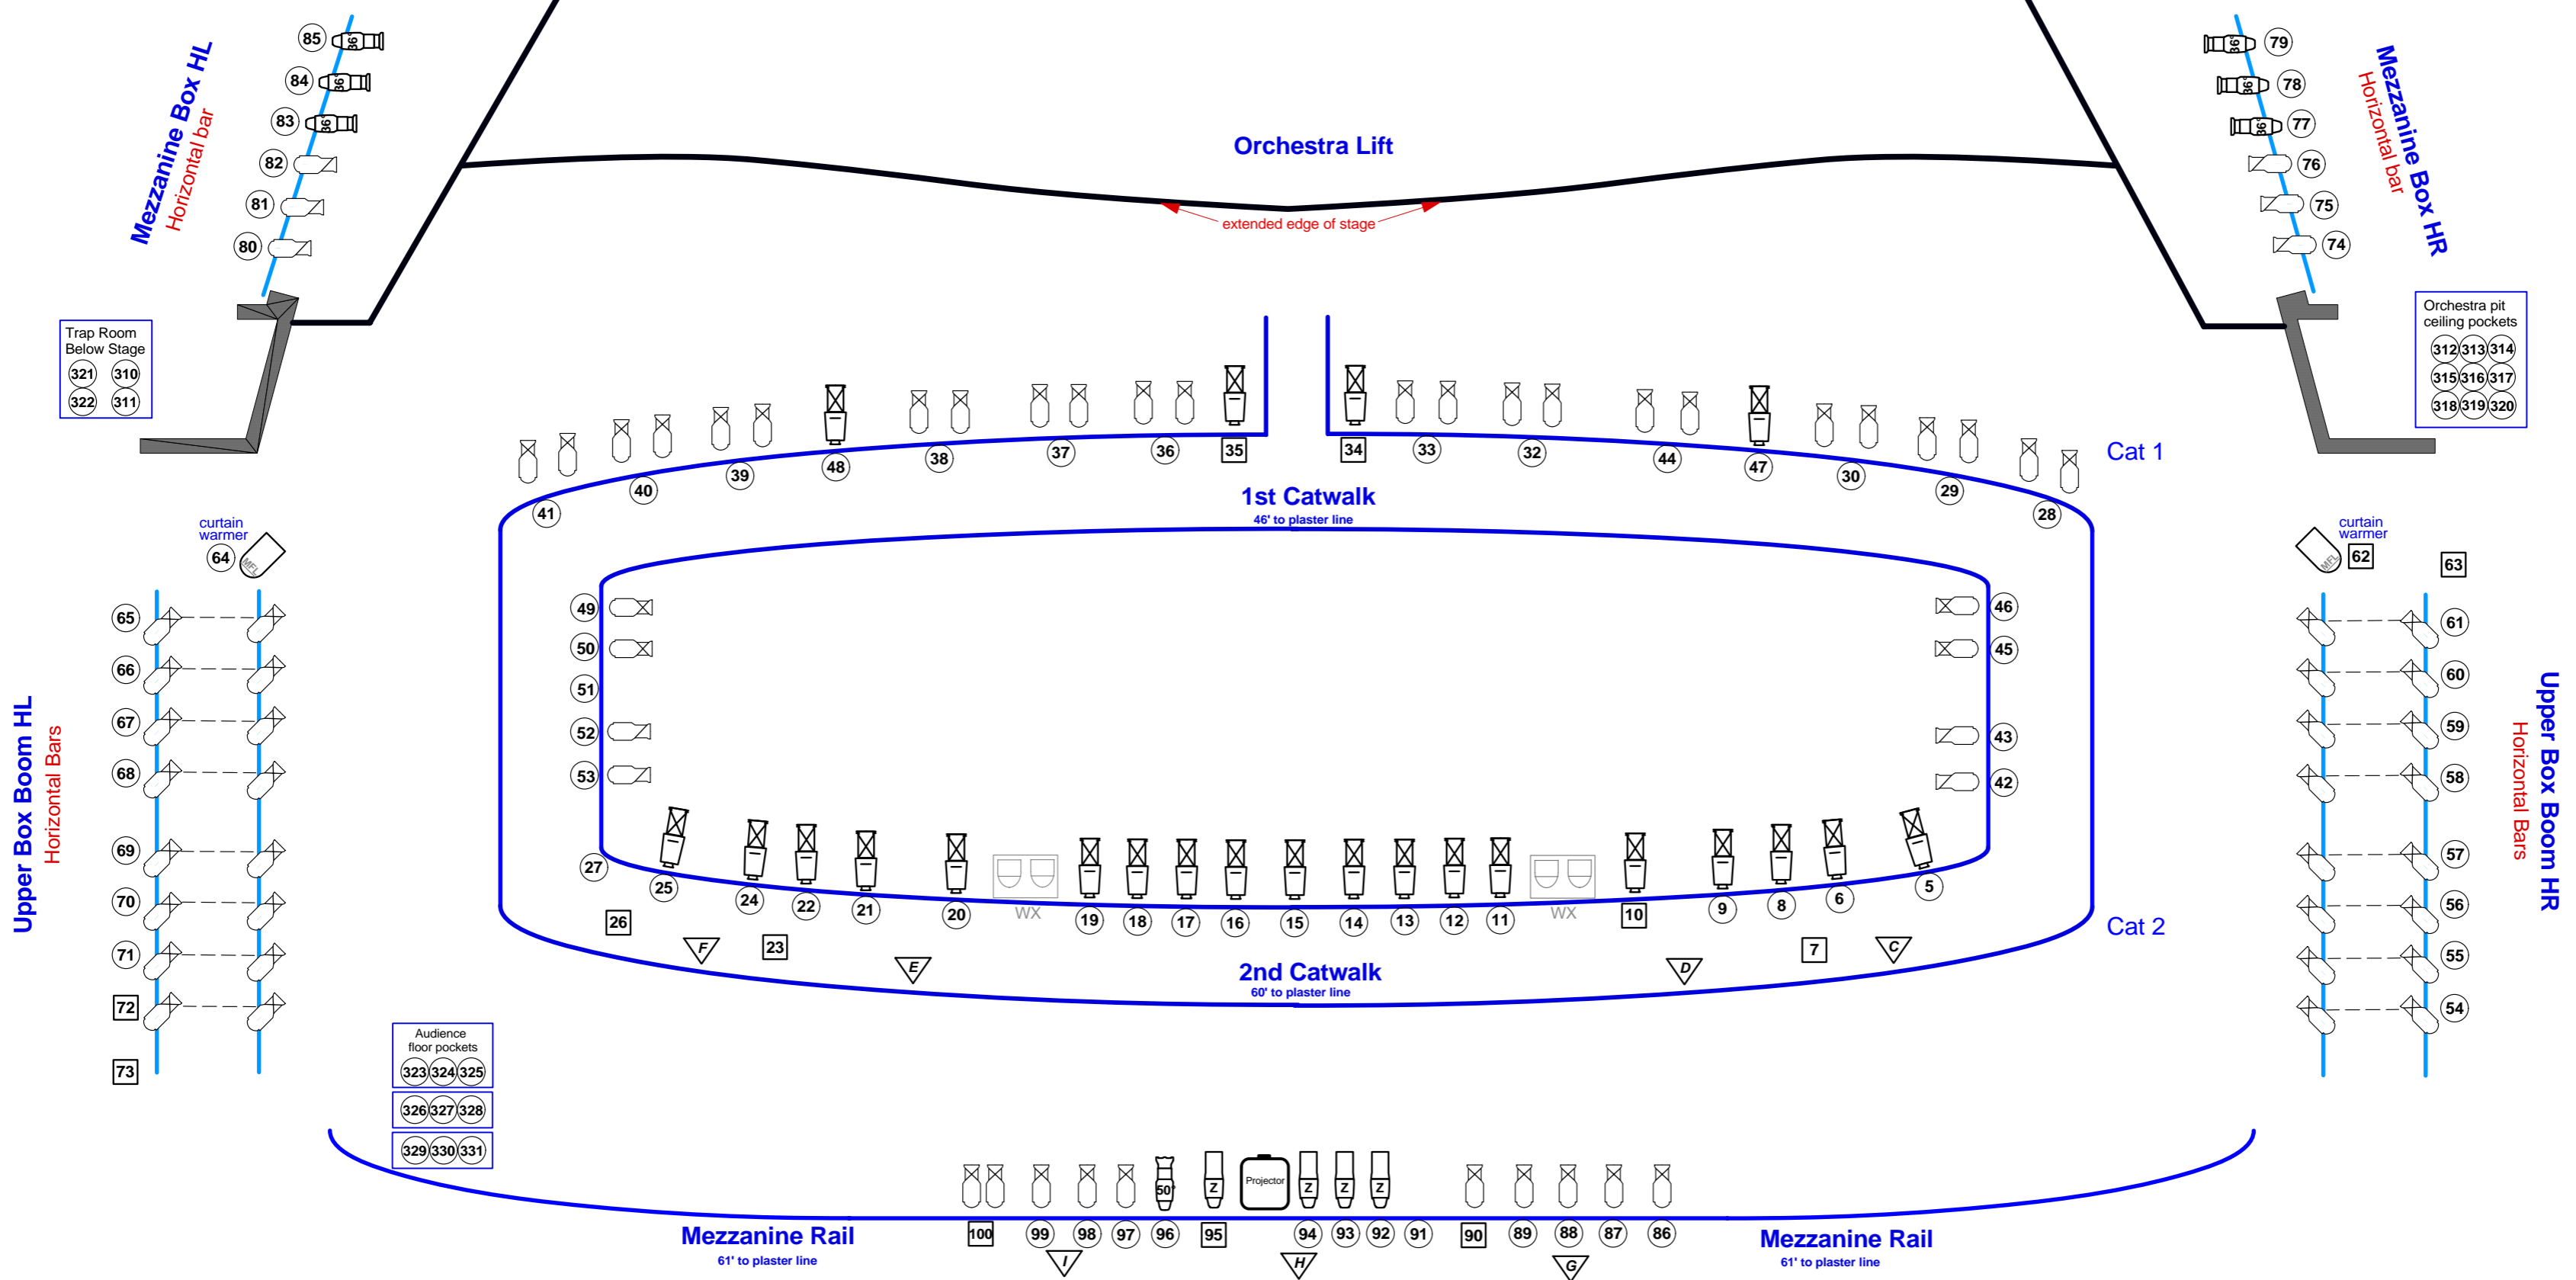 Mezzanine Box HL
Horizontal bar
85
36°
84
36°
83
36°
82
81
80
Orchestra Lift
extended edge of stage
79
36°
78
36°
77
36°
76
75
74
Mezzanine Box HR
Horizontal bar
Trap Room
Below Stage
321 310
322 311
Orchestra pit
ceiling pockets
312 313 314
315 316 317
318 319 320
41 40 39 48 38 37 36 35 34 33 32 44 47 30 29 28
Cat 1
1st Catwalk
46' to plaster line
curtain
warmer
64
MFL
curtain
warmer
62
MFL
63
Upper Box Boom HL
Horizontal Bars
65
66
67
68
69
70
71
72
73
49
50
51
52
53
46
45
43
42
61
60
59
58
57
56
55
54
Upper Box Boom HR
Horizontal Bars
27 25 24 22 21 20 WX 19 18 17 16 15 14 13 12 11 WX 10 9 8 6 5
26 F 23 E D 7 C
Cat 2
2nd Catwalk
60' to plaster line
Audience
floor pockets
323 324 325
326 327 328
329 330 331
50° Z Projector Z Z Z
100 99 98 97 96 95 94 93 92 91 90 89 88 87 86
I H G
Mezzanine Rail
61' to plaster line
Mezzanine Rail
61' to plaster line